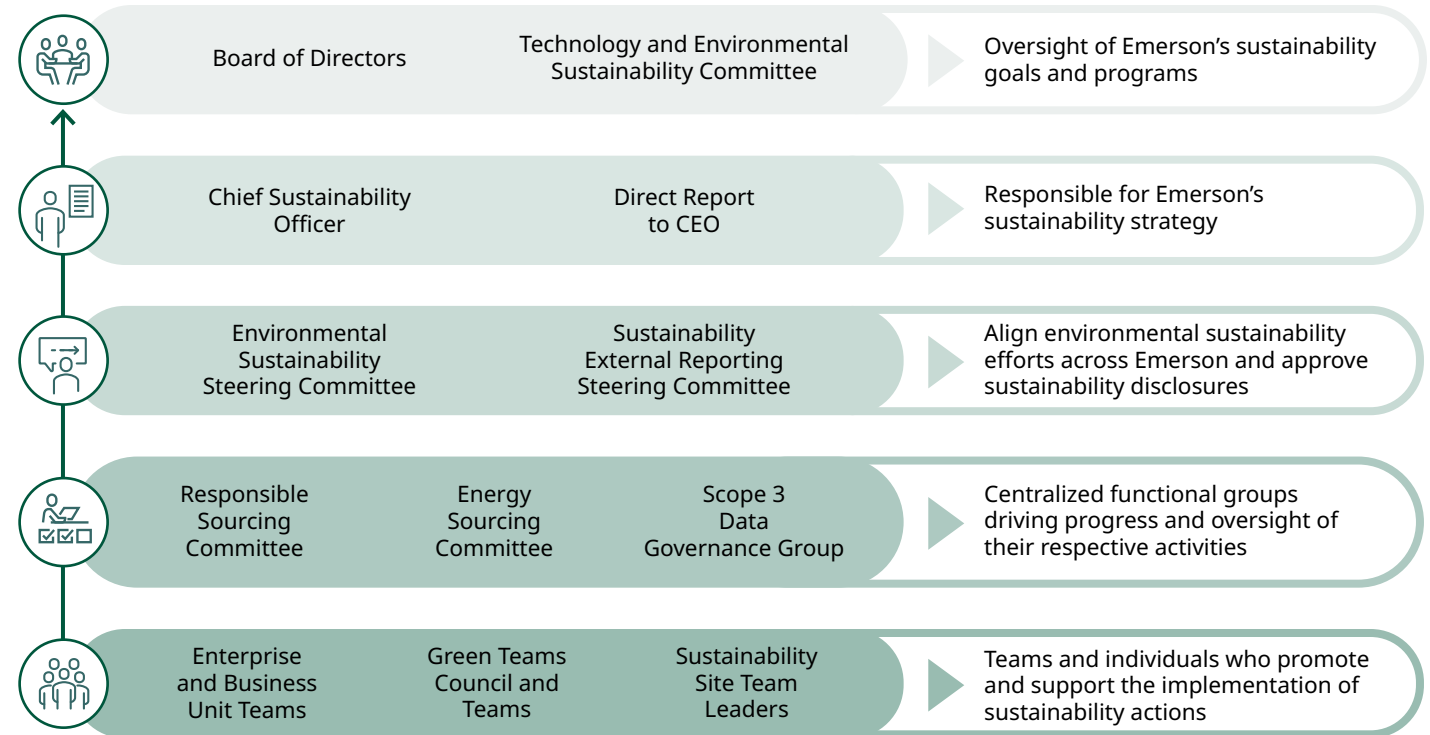 Board of Directors
Technology and Environmental
Sustainability Committee
Oversight of Emerson’s sustainability
goals and programs
Chief Sustainability
Officer
Direct Report
to CEO
Responsible for Emerson’s
sustainability strategy
Environmental
Sustainability
Steering Committee
Sustainability
External Reporting
Steering Committee
Align environmental sustainability
efforts across Emerson and approve
sustainability disclosures
Responsible
Sourcing
Committee
Energy
Sourcing
Committee
Scope 3
Data
Governance Group
Centralized functional groups
driving progress and oversight of
their respective activities
Enterprise
and Business
Unit Teams
Green Teams
Council and
Teams
Sustainability
Site Team
Leaders
Teams and individuals who promote
and support the implementation of
sustainability actions